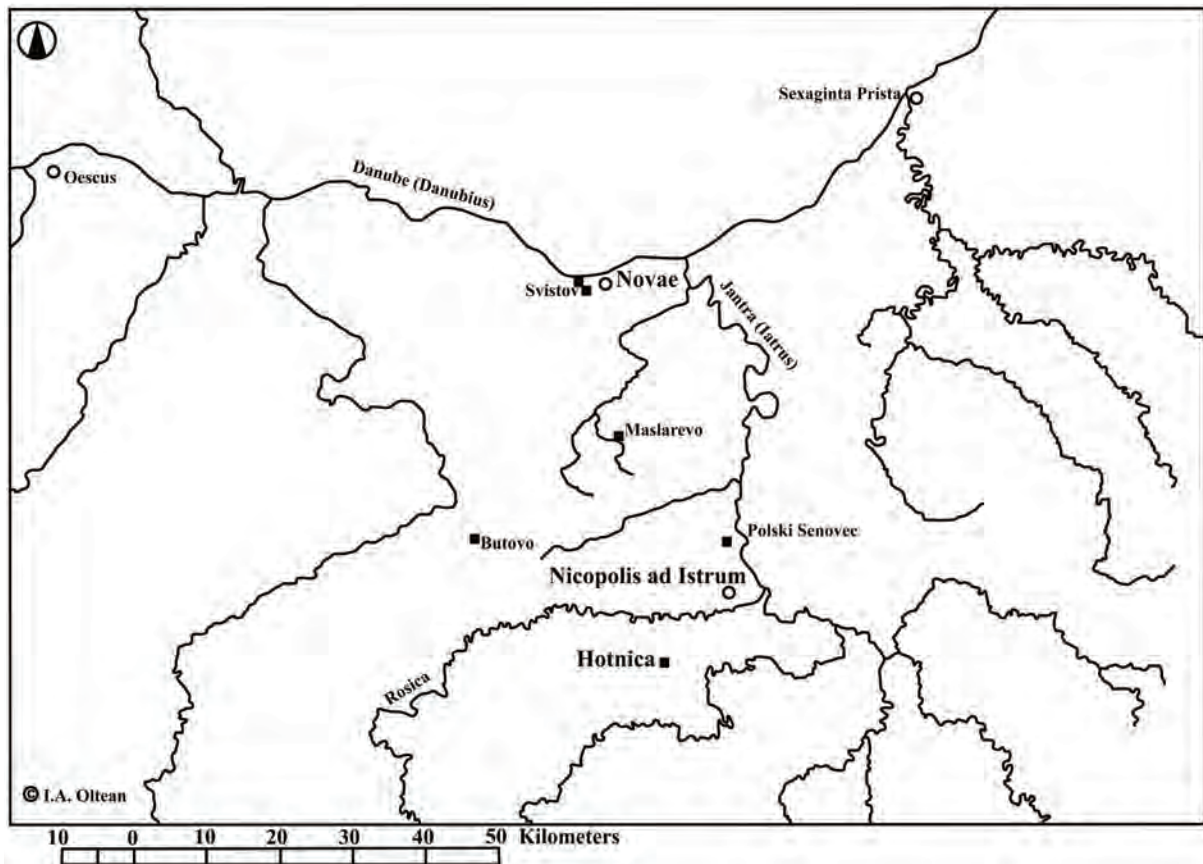 Sexaginta Prista
Oescus
Danube (Danubius)
Svistov
Novae
Jantra (Iatrus)
Maslarevo
Butovo
Polski Senovec
Nicopolis ad Istrum
Hotnica
Rosica
© I.A. Oltean
10 0 10 20 30 40 50 Kilometers